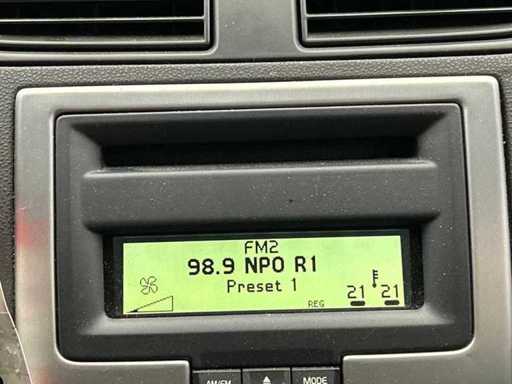 FM2
98.9 NPO R1
Preset 1
REG 21 21
AM/FM MODE